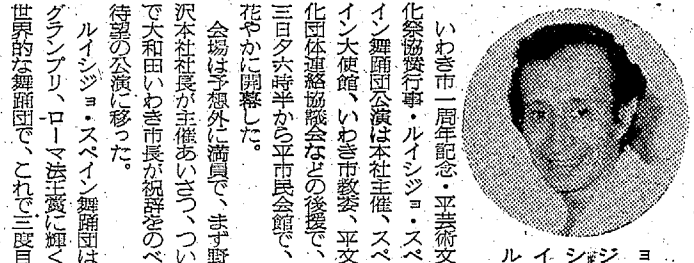 いわき市一周年記念・平芸術文
化祭協賛行事・ルイシジョ・スペ
イン舞踊団公演は本社主催、スペ
イン大使館、いわき市教委、平文
化団体連絡協議会などの後援で、
三日夕六時半から平市民会館で、
花やかに開幕した。
会場は予想外に満員で、まず野
沢本社社長が主催あいさつ、つい
で大和田いわき市長が祝辞をのべ
待望の公演に移った。
ルイシジョ・スペイン舞踊団は
グランプリ、ローマ法王賞に輝く
世界的な舞踊団で、これで三度目
ルイシジョ